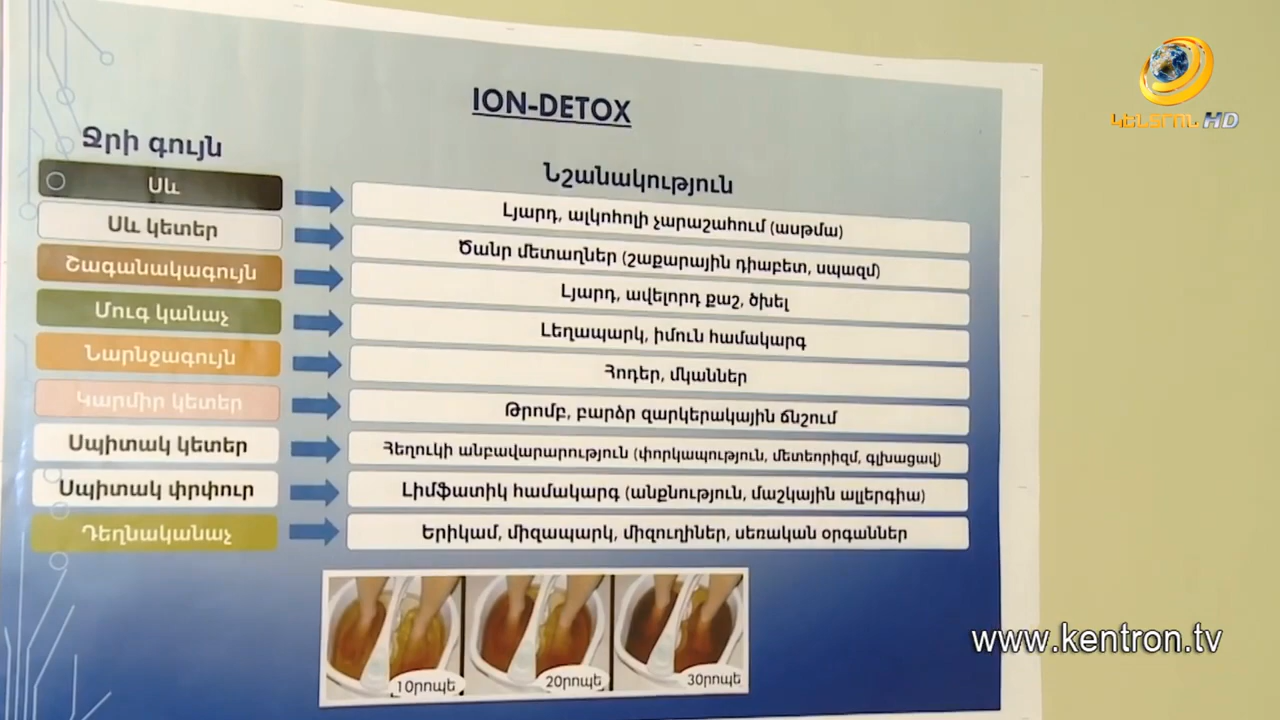 ION-DETOX
Ջրի գույն
Նշանակություն
Սև
Լյարդ, ալկոհոլի չարաշահում (ասթմա)
Սև կետեր
Ծանր մետաղներ (շաքարային դիաբետ, սպազմ)
Շագանակագույն
Լյարդ, ավելորդ քաշ, ծխել
Մուգ կանաչ
Լեղապարկ, իմուն համակարգ
Նարնջագույն
Հոդեր, մկաններ
Կարմիր կետեր
Թրոմբ, բարձր զարկերակային ճնշում
Սպիտակ կետեր
Հեղուկի անբավարարություն (փորկապություն, մետեորիզմ, գլխացավ)
Սպիտակ փրփուր
Լիմֆատիկ համակարգ (անքնություն, մաշկային ալլերգիա)
Դեղնականաչ
Երիկամ, միզապարկ, միզուղիներ, սեռական օրգաններ
10րոպե
20րոպե
30րոպե
ԿԵՆՏՐՈՆ HD
www.kentron.tv